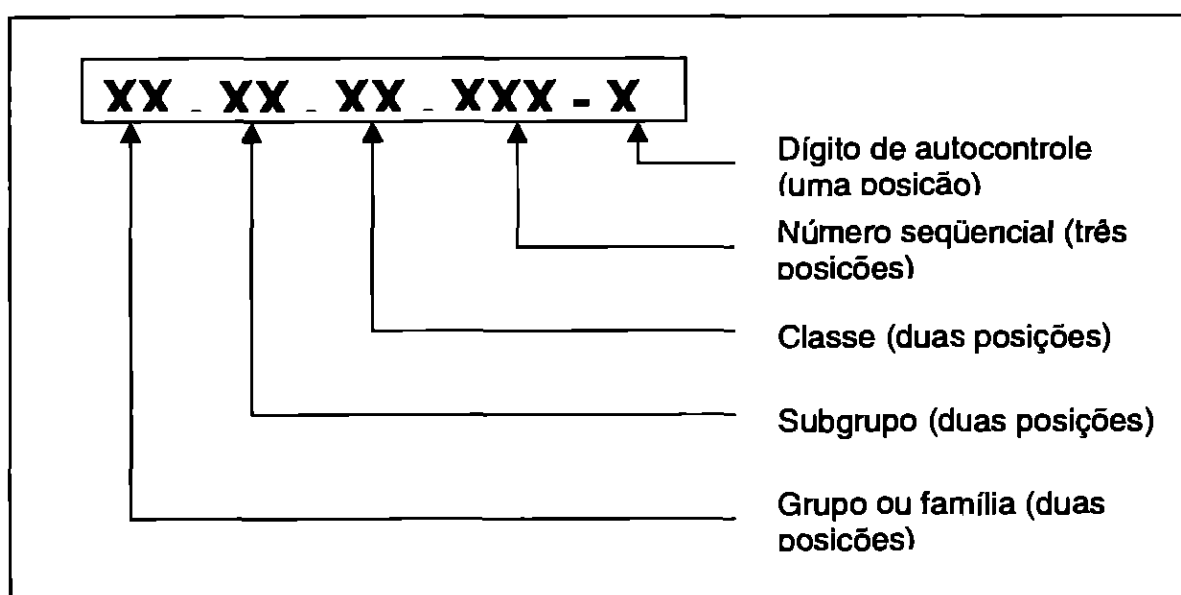 XX - XX - XX - XXX - X
Dígito de autocontrole
(uma posição)
Número seqüencial (três
posições)
Classe (duas posições)
Subgrupo (duas posições)
Grupo ou família (duas
posições)